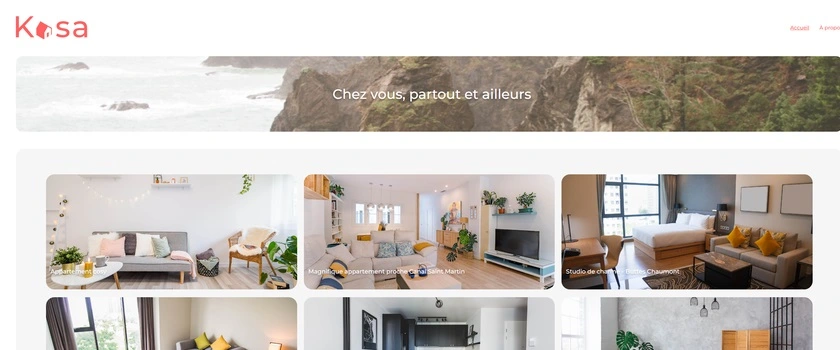 Kasa
Accueil
À propo
Chez vous, partout et ailleurs
Appartement cosy
Magnifique appartement proche Canal Saint Martin
Studio de charme - Buttes Chaumont